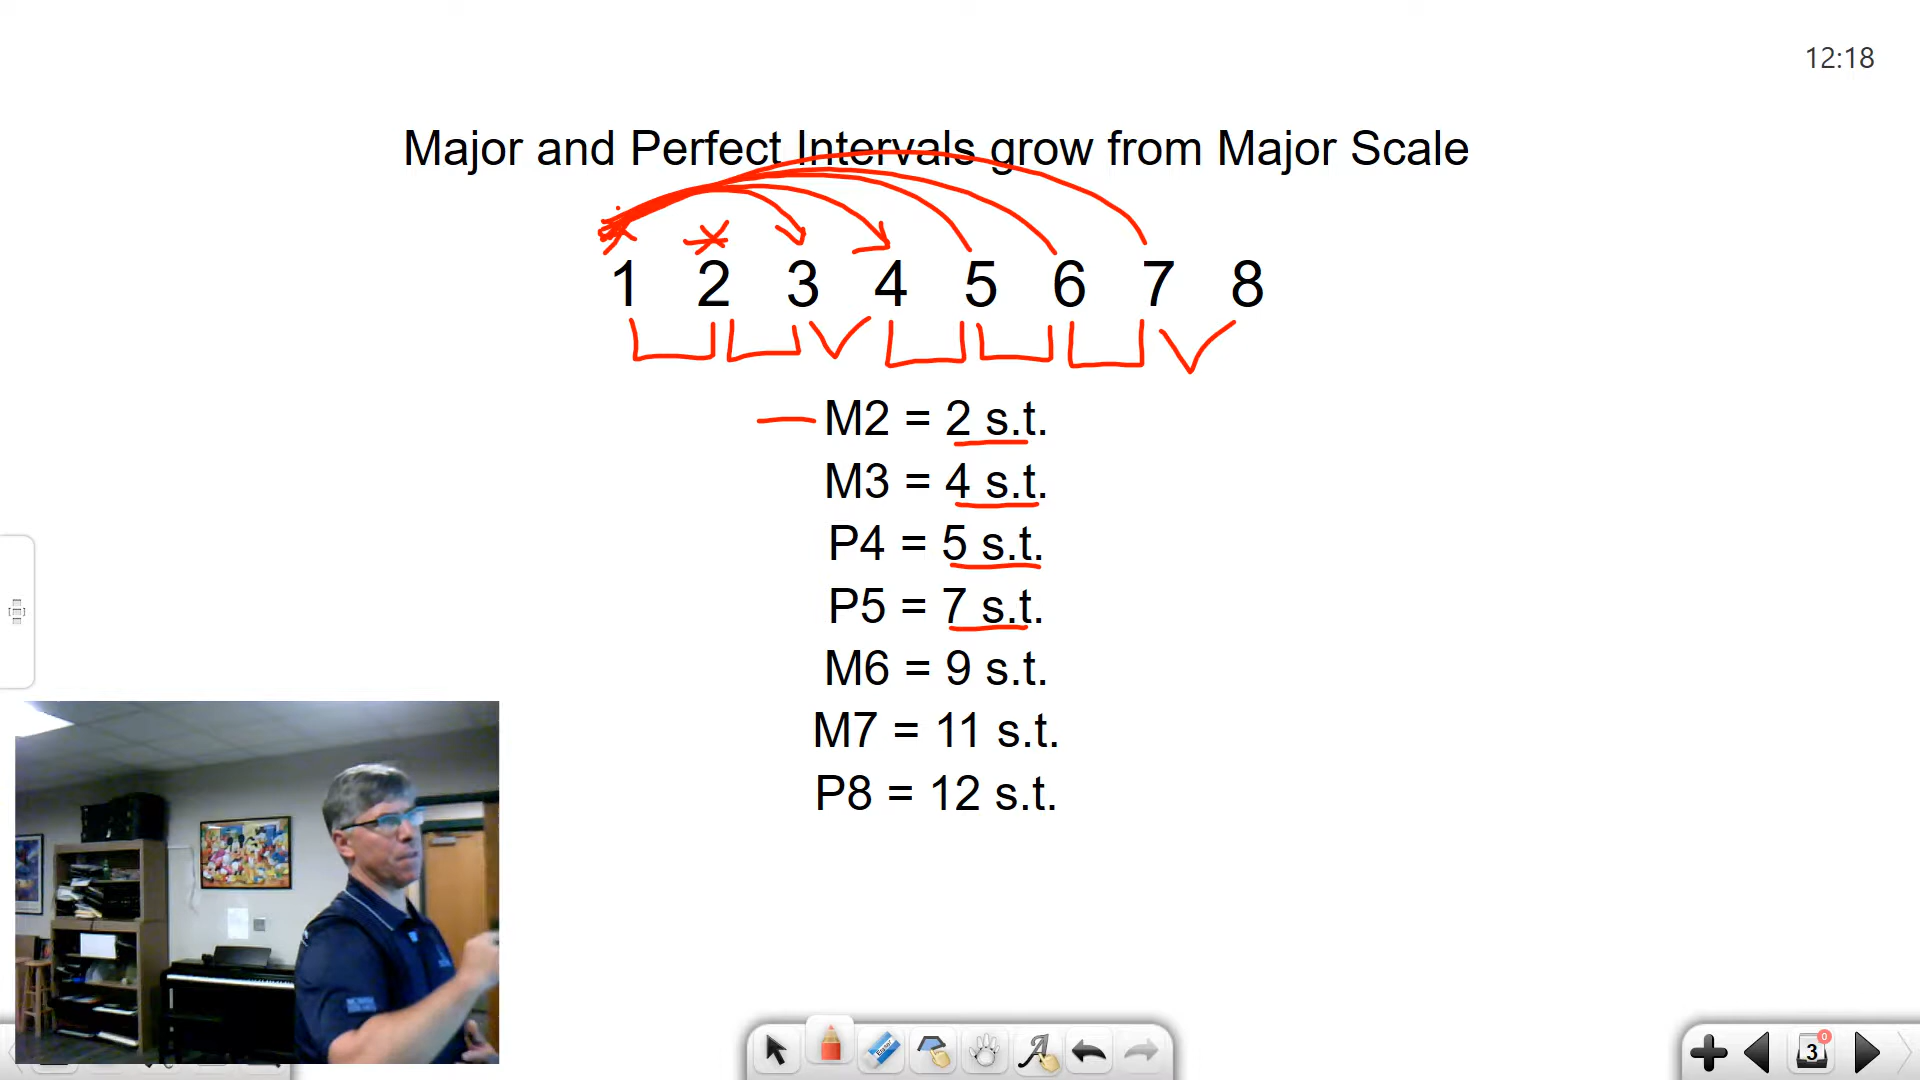 12:18
Major and Perfect Intervals grow from Major Scale
1 2 3 4 5 6 7 8
M2 = 2 s.t.
M3 = 4 s.t.
P4 = 5 s.t.
P5 = 7 s.t.
M6 = 9 s.t.
M7 = 11 s.t.
P8 = 12 s.t.
3
0